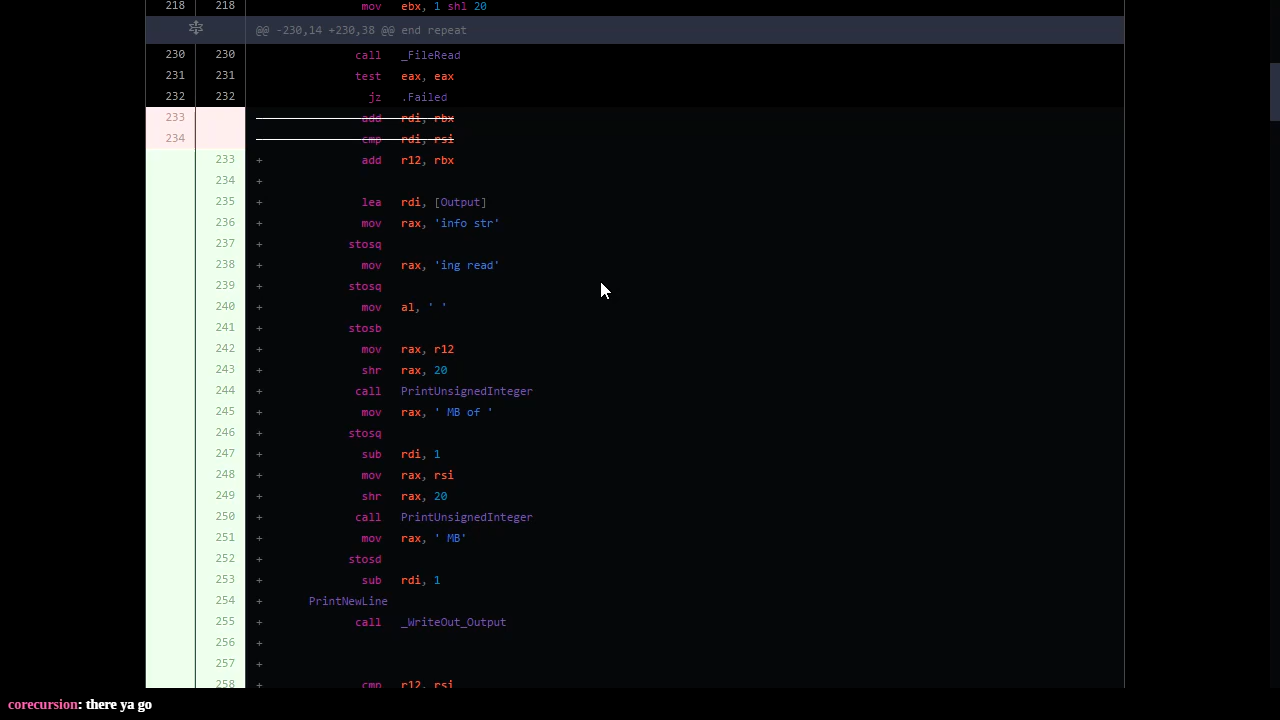 218 218 mov ebx, 1 shl 20
@@ -230,14 +230,38 @@ end repeat
230 230 call _FileRead
231 231 test eax, eax
232 232 jz .Failed
233 add rdi, rbx
234 cmp rdi, rsi
233 + add r12, rbx
234 +
235 + lea rdi, [Output]
236 + mov rax, 'info str'
237 + stosq
238 + mov rax, 'ing read'
239 + stosq
240 + mov al, ' '
241 + stosb
242 + mov rax, r12
243 + shr rax, 20
244 + call PrintUnsignedInteger
245 + mov rax, ' MB of '
246 + stosq
247 + sub rdi, 1
248 + mov rax, rsi
249 + shr rax, 20
250 + call PrintUnsignedInteger
251 + mov rax, ' MB'
252 + stosd
253 + sub rdi, 1
254 + PrintNewLine
255 + call _WriteOut_Output
256 +
257 +
258 + cmp r12, rsi
corecursion: there ya go